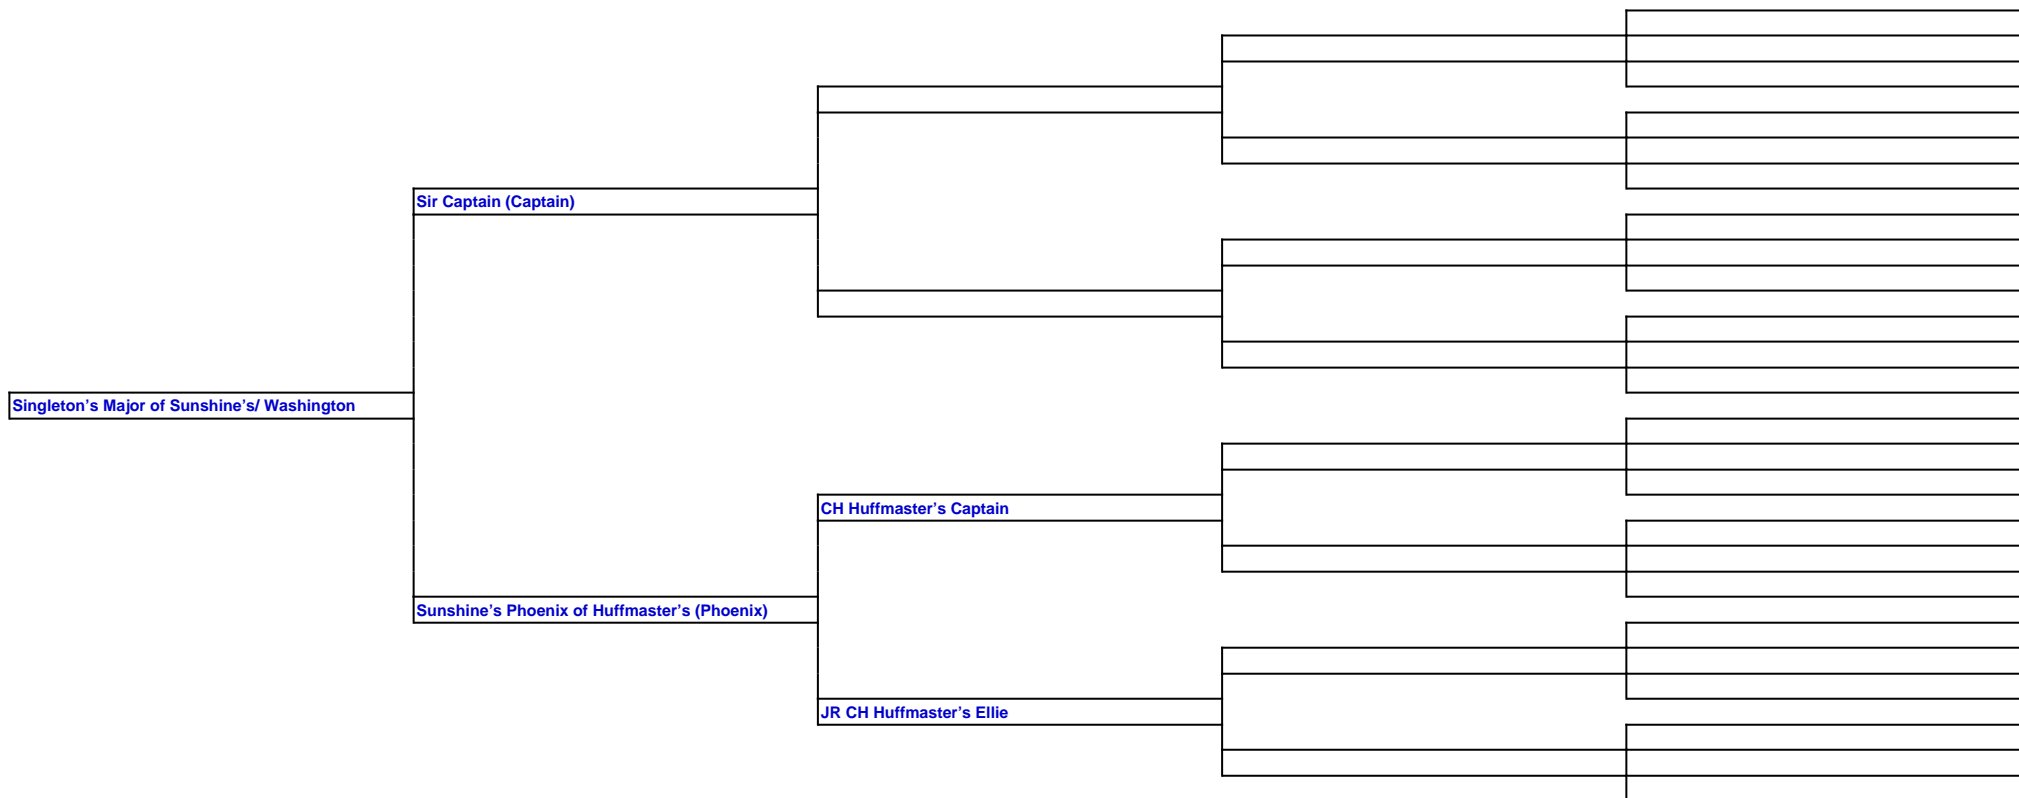 Sir Captain (Captain)
Singleton’s Major of Sunshine’s/ Washington
CH Huffmaster’s Captain
Sunshine’s Phoenix of Huffmaster’s (Phoenix)
JR CH Huffmaster’s Ellie